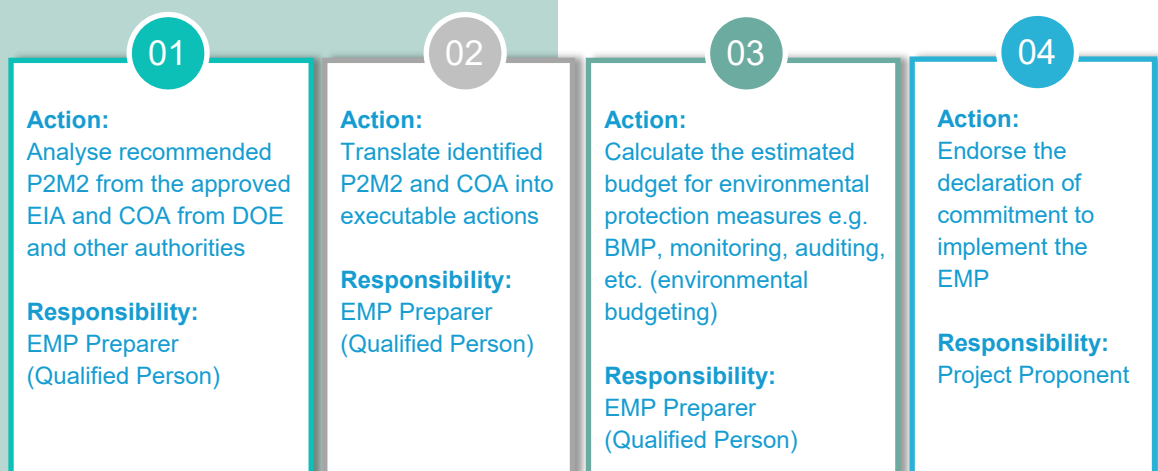 01
Action:
Analyse recommended
P2M2 from the approved
EIA and COA from DOE
and other authorities
Responsibility:
EMP Preparer
(Qualified Person)
02
Action:
Translate identified
P2M2 and COA into
executable actions
Responsibility:
EMP Preparer
(Qualified Person)
03
Action:
Calculate the estimated
budget for environmental
protection measures e.g.
BMP, monitoring, auditing,
etc. (environmental
budgeting)
Responsibility:
EMP Preparer
(Qualified Person)
04
Action:
Endorse the
declaration of
commitment to
implement the
EMP
Responsibility:
Project Proponent